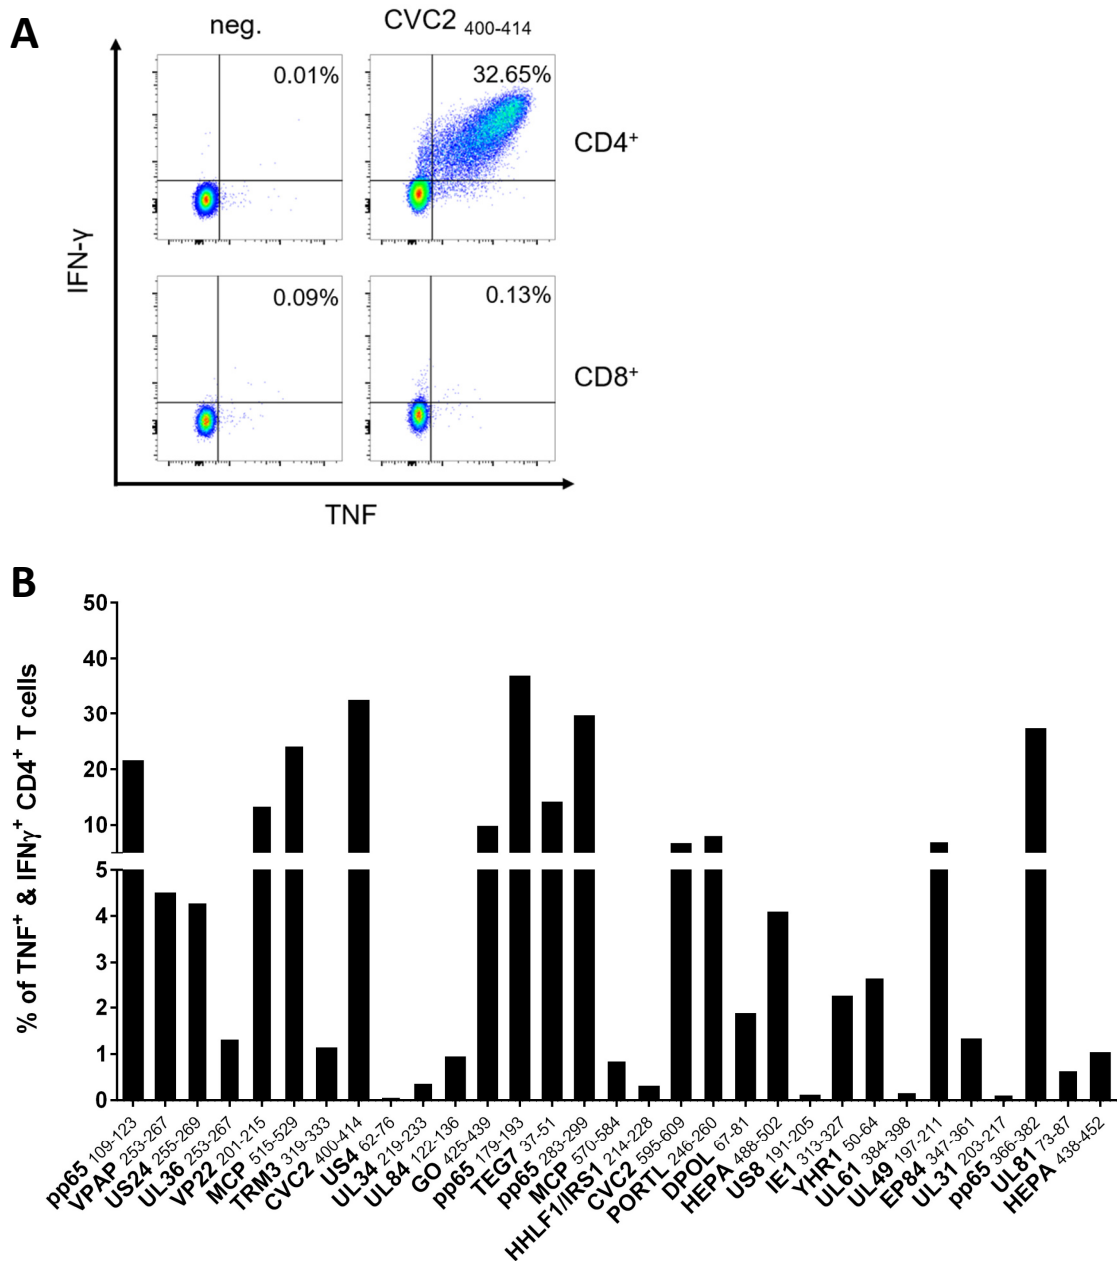 A
neg.
CVC2 400-414
0.01%
32.65%
CD4+
IFN-γ
0.09%
0.13%
CD8+
TNF
B
% of TNF+ & IFNγ+ CD4+ T cells
50
40
30
20
10
5
4
3
2
1
0
pp65 109-123
VPAP 253-267
US24 255-269
UL36 253-267
VP22 201-215
MCP 515-529
TRM3 319-333
CVC2 400-414
US4 62-76
UL34 219-233
UL84 122-136
GO 425-439
pp65 179-193
TEG7 37-51
pp65 283-299
MCP 570-584
HHLF1/IRS1 214-228
CVC2 595-609
PORTL 246-260
DPOL 67-81
HEPA 488-502
US8 191-205
IE1 313-327
YHR1 50-64
UL61 384-398
UL49 197-211
EP84 347-361
UL31 203-217
pp65 366-382
UL81 73-87
HEPA 438-452